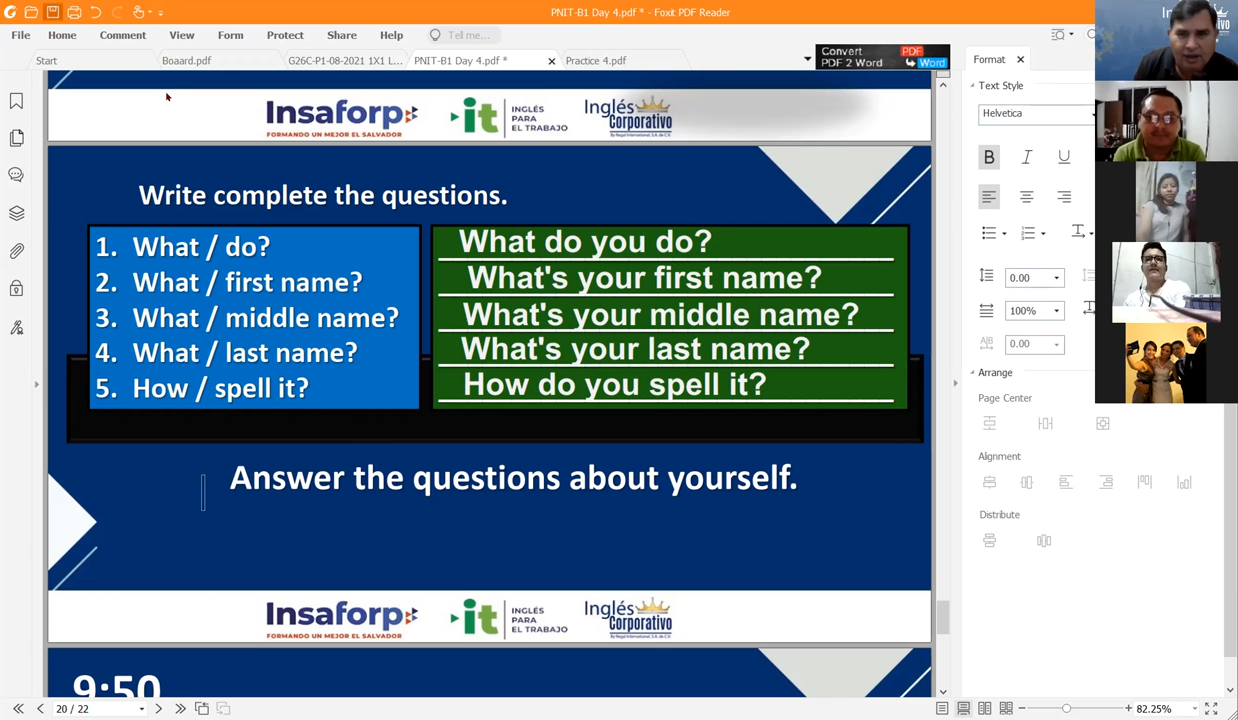 PNIT-B1 Day 4.pdf * - Foxit PDF Reader
File Home Comment View Form Protect Share Help Tell me...
Start Boaard.pdf G26C-P1-08-2021 1X1 L... PNIT-B1 Day 4.pdf * Practice 4.pdf
Convert PDF
PDF 2 Word Word
Format
Text Style
Helvetica
B I U
0.00
100%
0.00
Arrange
Page Center
Alignment
Distribute
Insaforp
FORMANDO UN MEJOR EL SALVADOR
it INGLÉS PARA EL TRABAJO
Inglés Corporativo
Write complete the questions.
1. What / do? What do you do?
2. What / first name? What's your first name?
3. What / middle name? What's your middle name?
4. What / last name? What's your last name?
5. How / spell it? How do you spell it?
Answer the questions about yourself.
Insaforp
FORMANDO UN MEJOR EL SALVADOR
it INGLÉS PARA EL TRABAJO
Inglés Corporativo
9:50
20 / 22
82.25%